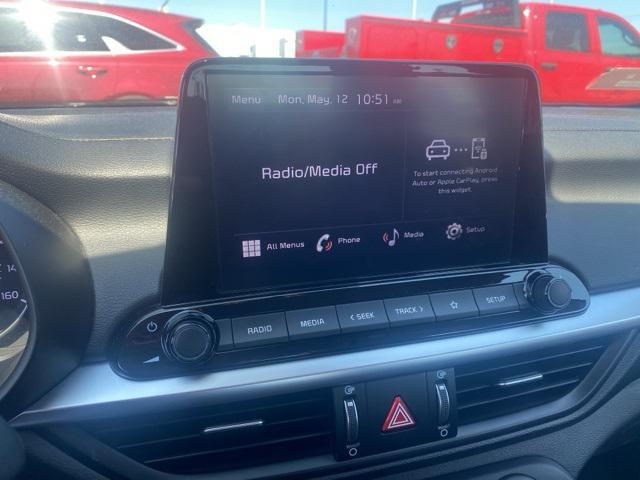 Menu Mon, May. 12 10:51 AM
Radio/Media Off
To start connecting Android
Auto or Apple CarPlay, press
this widget.
All Menus Phone Media Setup
RADIO MEDIA < SEEK TRACK > SETUP
14
160